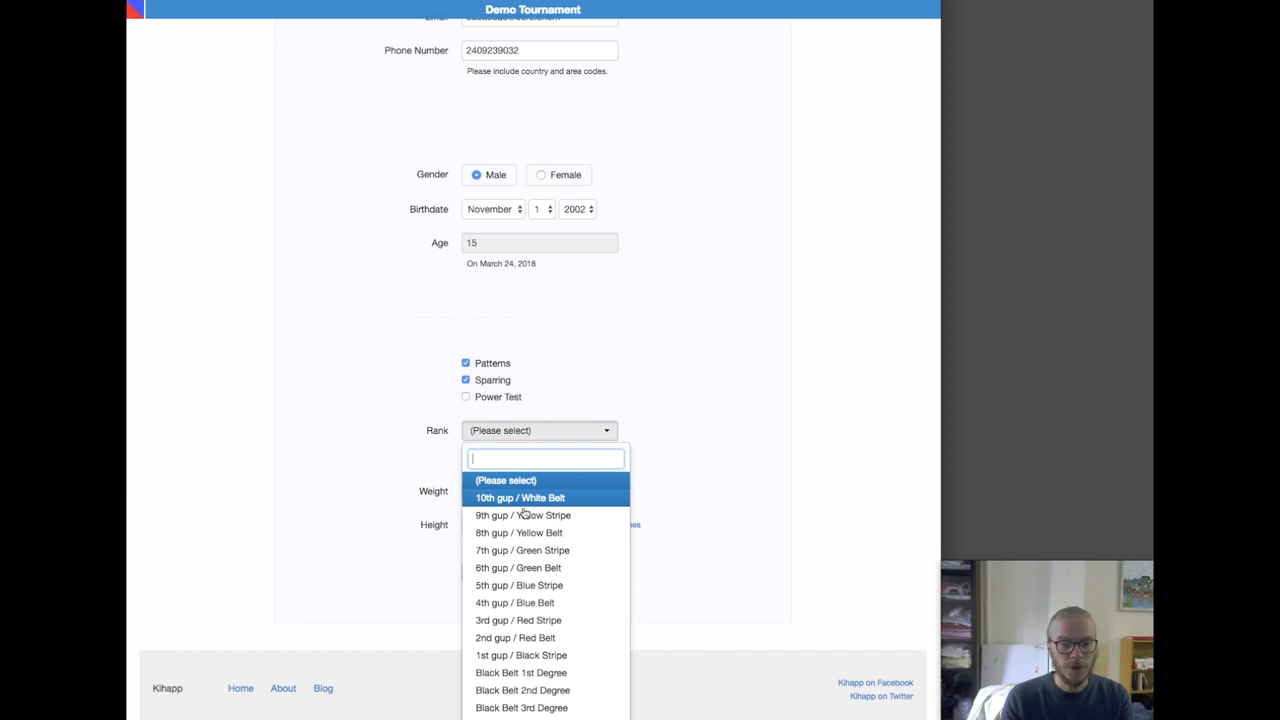 Demo Tournament
Phone Number 2409239032
Please include country and area codes.
Gender Male Female
Birthdate November 1 2002
Age 15
On March 24, 2018
Patterns
Sparring
Power Test
Rank (Please select)
(Please select)
10th gup / White Belt
9th gup / Yellow Stripe
8th gup / Yellow Belt
7th gup / Green Stripe
Weight
6th gup / Green Belt
Height
5th gup / Blue Stripe
4th gup / Blue Belt
3rd gup / Red Stripe
2nd gup / Red Belt
1st gup / Black Stripe
Black Belt 1st Degree
Black Belt 2nd Degree
Black Belt 3rd Degree
Kihapp Home About Blog
Kihapp on Facebook
Kihapp on Twitter